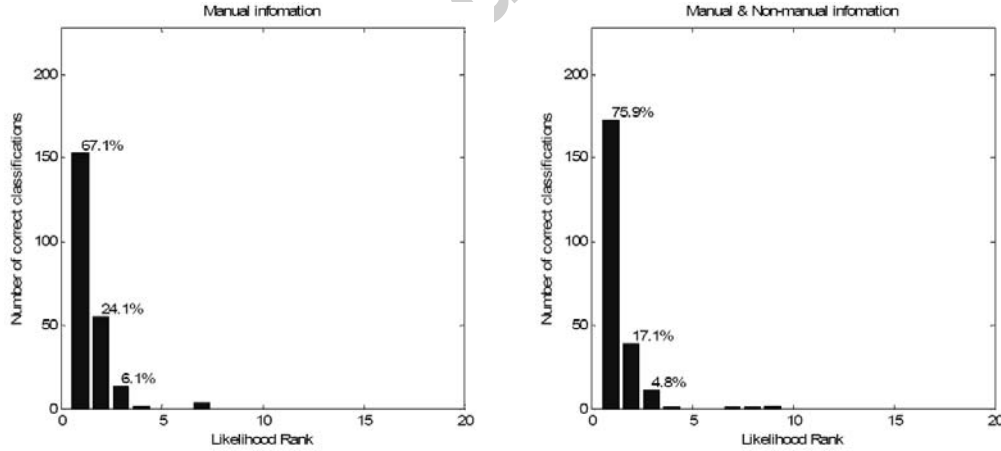 Manual infomation
200
150
100
50
0
67.1%
24.1%
6.1%
0 5 10 15 20
Number of correct classifications
Likelihood Rank
Manual & Non-manual infomation
200
150
100
50
0
75.9%
17.1%
4.8%
0 5 10 15 20
Number of correct classifications
Likelihood Rank